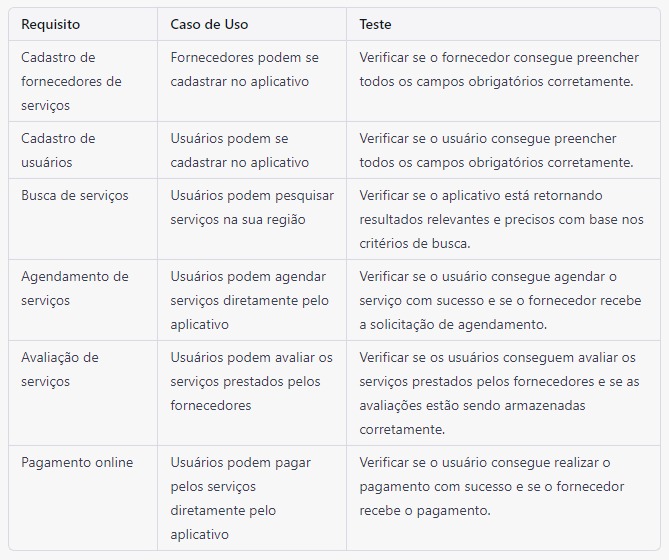 Requisito Caso de Uso Teste
Cadastro de
fornecedores de
serviços
Fornecedores podem se
cadastrar no aplicativo
Verificar se o fornecedor consegue preencher
todos os campos obrigatórios corretamente.
Cadastro de
usuários
Usuários podem se
cadastrar no aplicativo
Verificar se o usuário consegue preencher
todos os campos obrigatórios corretamente.
Busca de serviços
Usuários podem pesquisar
serviços na sua região
Verificar se o aplicativo está retornando
resultados relevantes e precisos com base nos
critérios de busca.
Agendamento de
serviços
Usuários podem agendar
serviços diretamente pelo
aplicativo
Verificar se o usuário consegue agendar o
serviço com sucesso e se o fornecedor recebe
a solicitação de agendamento.
Avaliação de
serviços
Usuários podem avaliar os
serviços prestados pelos
fornecedores
Verificar se os usuários conseguem avaliar os
serviços prestados pelos fornecedores e se as
avaliações estão sendo armazenadas
corretamente.
Pagamento online
Usuários podem pagar
pelos serviços
diretamente pelo
aplicativo
Verificar se o usuário consegue realizar o
pagamento com sucesso e se o fornecedor
recebe o pagamento.